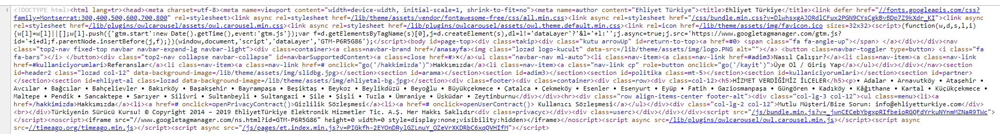 1 <!DOCTYPE html><html lang=tr><head><meta charset=utf-8><meta name=viewport content="width=device-width, initial-scale=1, shrink-to-fit=no"><meta name=author content="Ehliyet Türkiye"><title>Ehliyet Türkiye</title><link defer href="//fonts.googleapis.com/css?
family=Montserrat:300,400,500,600,700,800" rel=stylesheet><link async rel=stylesheet href=/lib/theme/assets/vendor/fontawesome-free/css/all.min.css><link async rel=stylesheet href="/css/bundle.min.css?v=DlwhsxgAJORdlCFux2PGN9CYsCgkBvBDp7Z9kXdr_KI"><link async
rel=stylesheet href=/lib/plugins/owlcarousel/assets/owl.carousel.min.css><link async rel=stylesheet href=/lib/plugins/owlcarousel/assets/owl.theme.default.min.css><link rel=icon href=/lib/theme/assets/img/favicon.ico sizes=32x32><script>(function(w,d,s,l,i)
{w[l]=w[l]||[];w[l].push({'gtm.start':new Date().getTime(),event:'gtm.js'});var f=d.getElementsByTagName(s)[0],j=d.createElement(s),dl=l!='dataLayer'?'&l='+l:'';j.async=true;j.src='https://www.googletagmanager.com/gtm.js?
id='+i+dl;f.parentNode.insertBefore(j,f);})(window,document,'script','dataLayer','GTM-P6R5G86');</script><body id=page-top><div class=takip><div class="kutu arrowUp" id=return-to-top><a href=#0> <span class="fa fa-angle-up"></span> </a></div></div><nav
class="top2-nav fixed-top navbar navbar-expand-lg navbar-light"><div class=container><a class=navbar-brand href=/anasayfa><img class="lozad logo-kucult" data-src=/lib/theme/assets/img/logo.PNG alt=""></a> <button class=navbar-toggler type=button> <i class="fa
fa-bars"></i> </button><div class="top2-nav collapse navbar-collapse" id=navbarSupportedContent><a class=close href=#>×</a><ul class="navbar-nav ml-auto"><li class=nav-item><a class=nav-link href=#adim3>Nasıl Çalışır?</a><li class=nav-item><a class=nav-link
href=#kullaniciyorumlari>Referanslar</a><li class=nav-item><a class=nav-link href=# onclick="go('/hakkimizda')">Hakkımızda</a><li class=nav-item><a class="nav-link cp" role=button onclick="go('/kayit')">Üye Ol / Giriş Yap</a></ul></div></div></nav><section
id=header2 class="lozad col-12" data-background-image=/lib/theme/assets/img/slidbg.jpg></section><section id=arama></section><section id=adim3></section><section id=politika class=mt-5></section><section id=kullaniciyorumlari></section><section id=partner>
</section><section id=ehliyet-al class=lozad data-background-image=/lib/theme/assets/img/ehliyetal-bg.jpg></section><div class=footer><div class=container><div class=row><div class=col-12><h5>HİZMET VERDİĞİMİZ İLÇELER</h5><p>• Adalar • Arnavutköy • Ataşehir •
Avcılar • Bağcılar • Bahçelievler • Bakırköy • Başakşehir • Bayrampaşa • Beşiktaş • Beykoz • Beylikdüzü • Beyoğlu • Büyükçekmece • Çatalca • Çekmeköy • Esenler • Esenyurt • Eyüp • Fatih • Gaziosmanpaşa • Güngören • Kadıköy • Kâğıthane • Kartal • Küçükçekmece •
Maltepe • Pendik • Sancaktepe • Sarıyer • Silivri • Sultanbeyli • Sultangazi • Şile • Şişli • Tuzla • Ümraniye • Üsküdar • Zeytinburnu</div></div><hr><div class="row align-items-center footer-alt"><div class="col-lg-3 col-12"><ul class=menu><li><a
href=/hakkimizda>Hakkımızda</a><li><a href=# onclick=openPrivacyContract()>Gizlilik Sözleşmesi</a><li><a href=# onclick=openUserContract()> Kullanıcı Sözleşmesi</a></ul></div><div class="col-lg-2 col-12">Mutlu Müşteri/Bize Sorun: info@ehliyetturkiye.com</div>
<br></div>Türkiyenin Sürücü Kursu! © Copyright 2014 - 2019 EhliyetTürkiye Elektronik Hizmetler Tic. A.Ş. Her Hakkı Saklıdır<div class=privacyc></div><div class=userc></div></div></div><script src="/js/bundle.min.js?v=_jwnCECebYbgxpRIfbeioRGQFdYrkuNYnmMZNaR9TWc">
</script><noscript><iframe src="//www.googletagmanager.com/ns.html?id=GTM-P6R5G86" height=0 width=0 style=display:none;visibility:hidden></iframe></noscript><script async src=/lib/plugins/owlcarousel/owl.carousel.min.js></script><script async
src=//timeago.org/timeago.min.js></script><script async src="/js/pages/et.index.min.js?v=PIGkfh-2EYOnDRylGZLnuY_OZeVrXKDRbC6xqQVHIfM"></script>